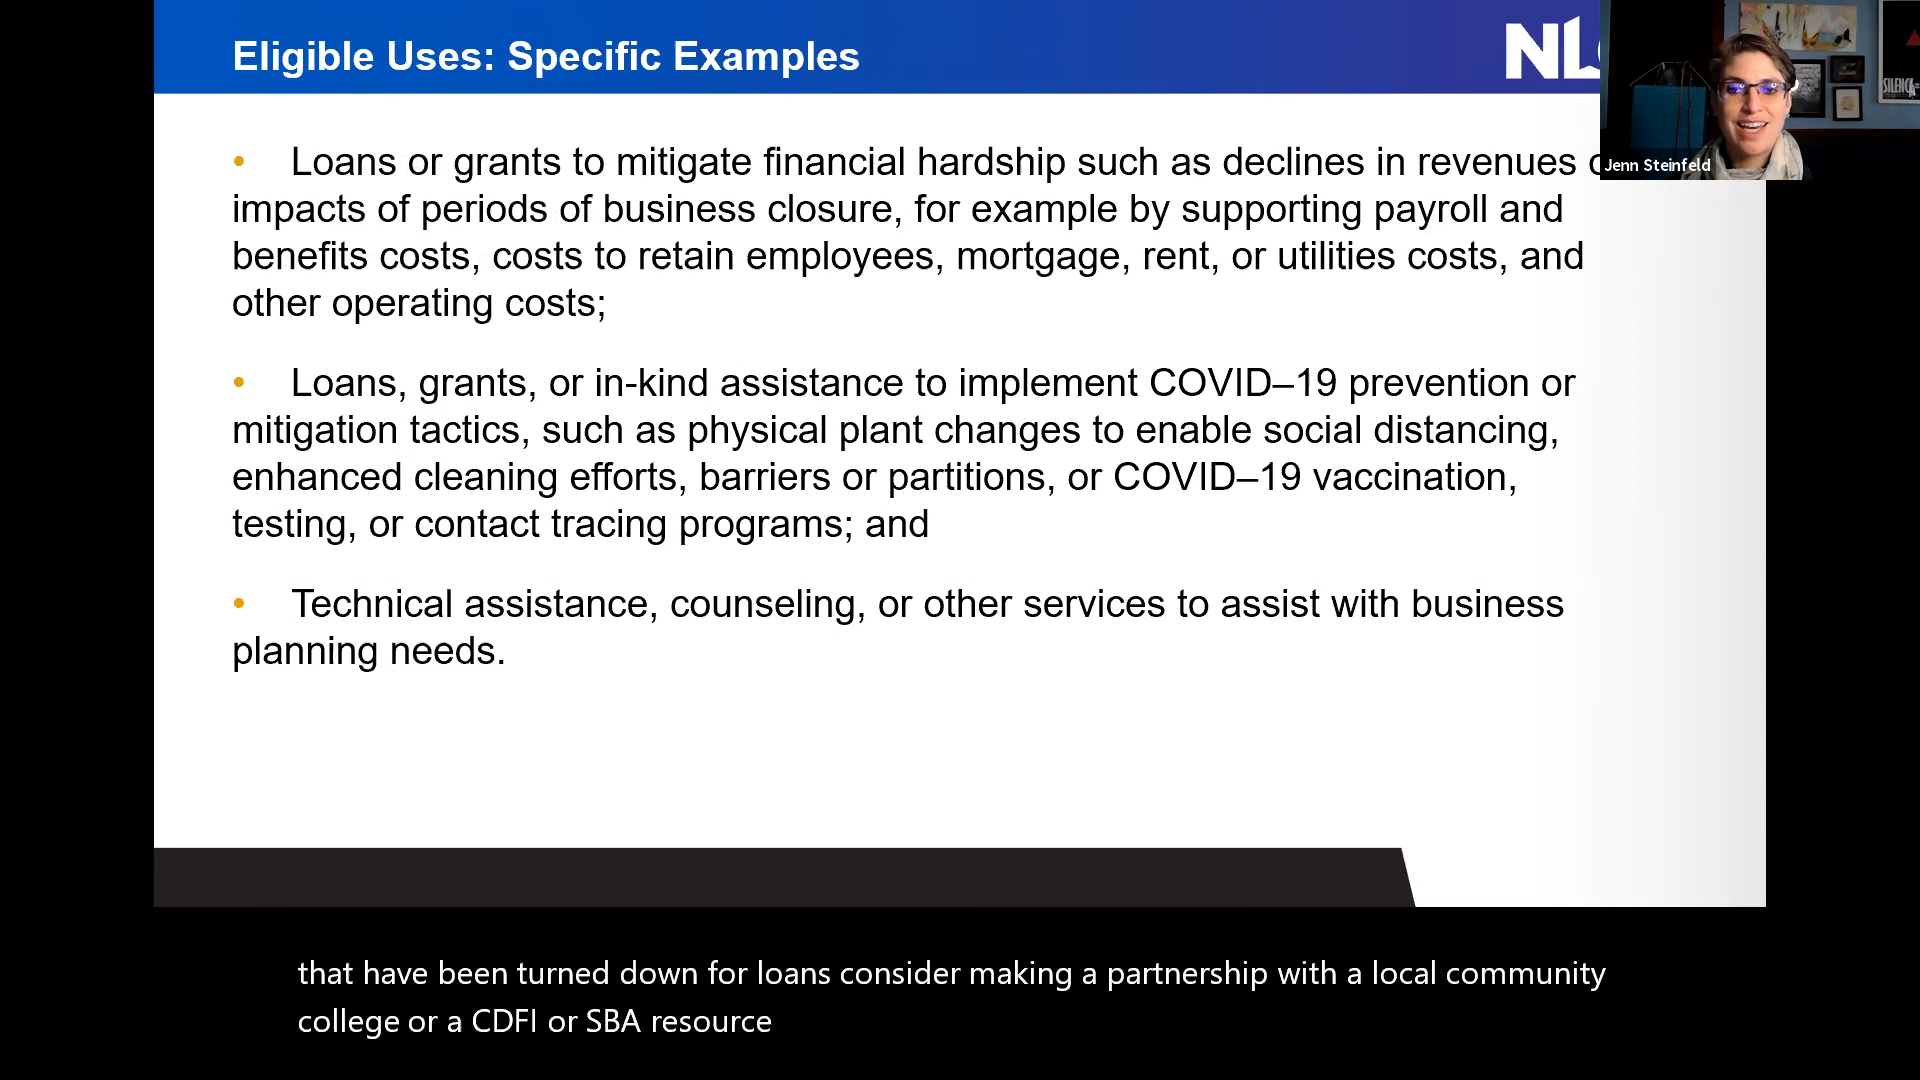 Eligible Uses: Specific Examples
NL
Jenn Steinfeld
• Loans or grants to mitigate financial hardship such as declines in revenues
impacts of periods of business closure, for example by supporting payroll and
benefits costs, costs to retain employees, mortgage, rent, or utilities costs, and
other operating costs;
• Loans, grants, or in-kind assistance to implement COVID–19 prevention or
mitigation tactics, such as physical plant changes to enable social distancing,
enhanced cleaning efforts, barriers or partitions, or COVID–19 vaccination,
testing, or contact tracing programs; and
• Technical assistance, counseling, or other services to assist with business
planning needs.
that have been turned down for loans consider making a partnership with a local community
college or a CDFI or SBA resource